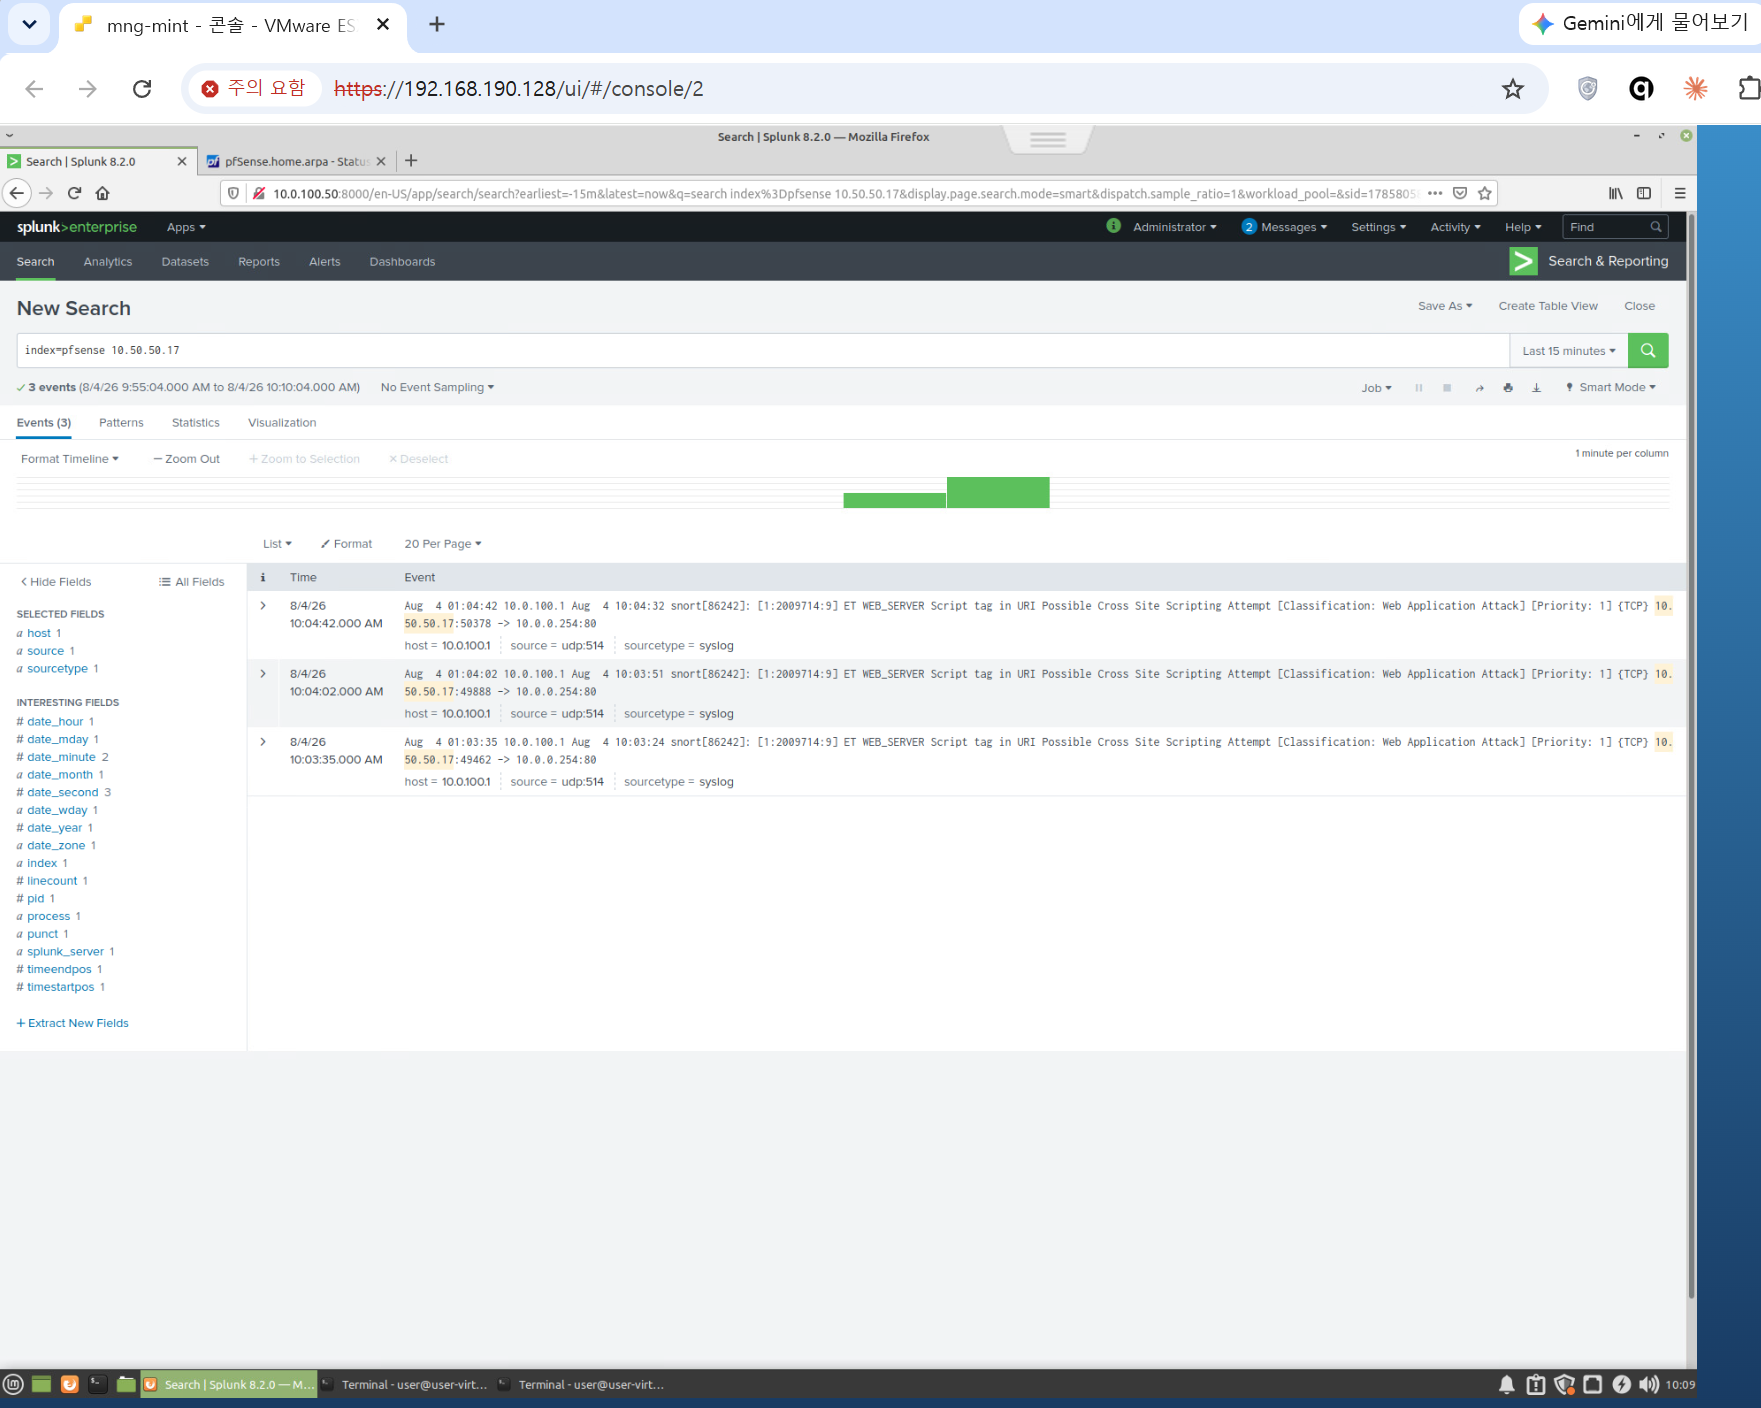 mng-mint - 콘솔 - VMware ES
Gemini에게 물어보기
주의 요함 https://192.168.190.128/ui/#/console/2
Search | Splunk 8.2.0 — Mozilla Firefox
Search | Splunk 8.2.0
pfSense.home.arpa - Status
10.0.100.50:8000/en-US/app/search/search?earliest=-15m&latest=now&q=search index%3Dpfsense 10.50.50.17&display.page.search.mode=smart&dispatch.sample_ratio=1&workload_pool=&sid=1785805
splunk>enterprise Apps
Administrator 2 Messages Settings Activity Help Find
Search Analytics Datasets Reports Alerts Dashboards
Search & Reporting
New Search
Save As Create Table View Close
index=pfsense 10.50.50.17
Last 15 minutes
3 events (8/4/26 9:55:04.000 AM to 8/4/26 10:10:04.000 AM) No Event Sampling
Job Smart Mode
Events (3) Patterns Statistics Visualization
Format Timeline — Zoom Out + Zoom to Selection × Deselect
1 minute per column
List Format 20 Per Page
Hide Fields All Fields
i Time Event
SELECTED FIELDS
a host 1
a source 1
a sourcetype 1
INTERESTING FIELDS
# date_hour 1
# date_mday 1
# date_minute 2
a date_month 1
# date_second 3
a date_wday 1
# date_year 1
a date_zone 1
a index 1
# linecount 1
# pid 1
a process 1
a punct 1
a splunk_server 1
# timeendpos 1
# timestartpos 1
+ Extract New Fields
8/4/26
10:04:42.000 AM
Aug 4 01:04:42 10.0.100.1 Aug 4 10:04:32 snort[86242]: [1:2009714:9] ET WEB_SERVER Script tag in URI Possible Cross Site Scripting Attempt [Classification: Web Application Attack] [Priority: 1] {TCP} 10.
50.50.17:50378 -> 10.0.0.254:80
host = 10.0.100.1 source = udp:514 sourcetype = syslog
8/4/26
10:04:02.000 AM
Aug 4 01:04:02 10.0.100.1 Aug 4 10:03:51 snort[86242]: [1:2009714:9] ET WEB_SERVER Script tag in URI Possible Cross Site Scripting Attempt [Classification: Web Application Attack] [Priority: 1] {TCP} 10.
50.50.17:49888 -> 10.0.0.254:80
host = 10.0.100.1 source = udp:514 sourcetype = syslog
8/4/26
10:03:35.000 AM
Aug 4 01:03:35 10.0.100.1 Aug 4 10:03:24 snort[86242]: [1:2009714:9] ET WEB_SERVER Script tag in URI Possible Cross Site Scripting Attempt [Classification: Web Application Attack] [Priority: 1] {TCP} 10.
50.50.17:49462 -> 10.0.0.254:80
host = 10.0.100.1 source = udp:514 sourcetype = syslog
Search | Splunk 8.2.0 — M...
Terminal - user@user-virt...
Terminal - user@user-virt...
10:09